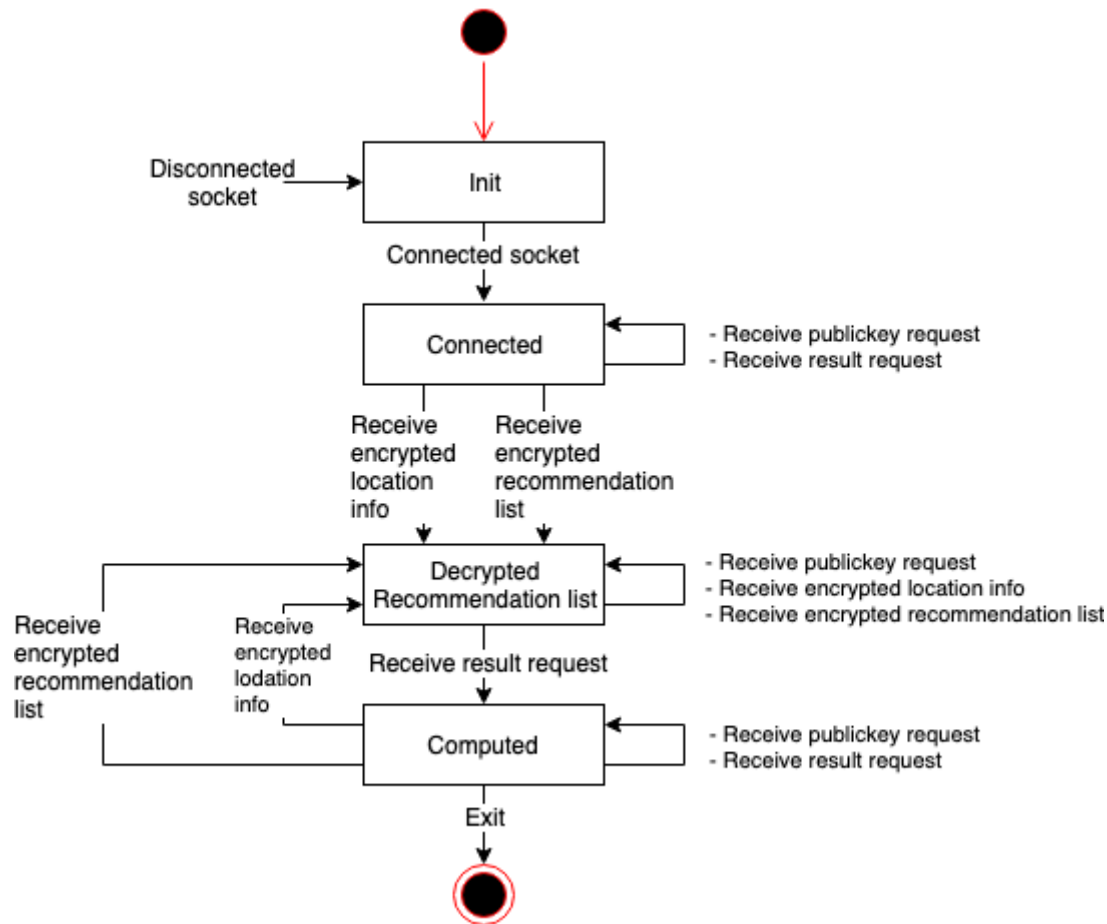 Disconnected
socket
Init
Connected socket
Connected
- Receive publickey request
- Receive result request
Receive
encrypted
location
info
Receive
encrypted
recommendation
list
Decrypted
Recommendation list
- Receive publickey request
- Receive encrypted location info
- Receive encrypted recommendation list
Receive
encrypted
recommendation
list
Receive
encrypted
lodation
info
Receive result request
Computed
- Receive publickey request
- Receive result request
Exit